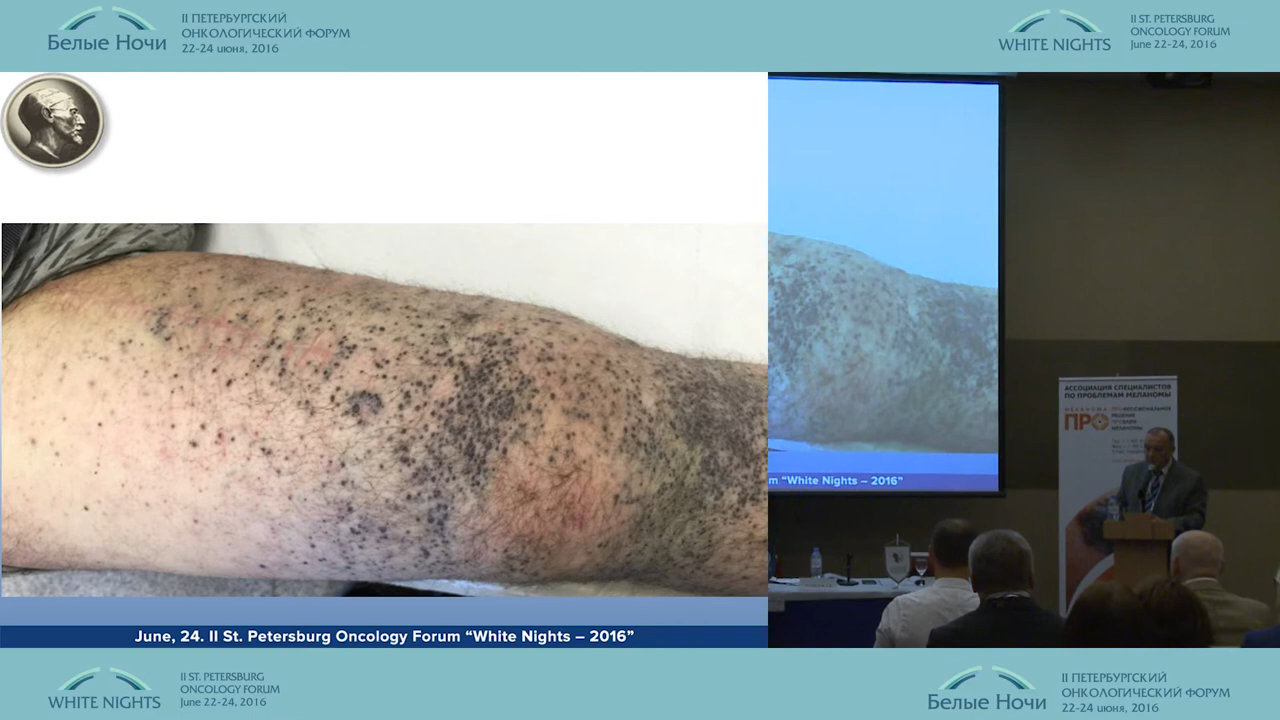 Белые Ночи
II ПЕТЕРБУРГСКИЙ
ОНКОЛОГИЧЕСКИЙ ФОРУМ
22-24 июня, 2016
WHITE NIGHTS
II ST. PETERSBURG
ONCOLOGY FORUM
June 22-24, 2016
АССОЦИАЦИЯ СПЕЦИАЛИСТОВ
ПО ПРОБЛЕМАМ МЕЛАНОМЫ
ПРО
m “White Nights – 2016”
June, 24. II St. Petersburg Oncology Forum “White Nights – 2016”
WHITE NIGHTS
II ST. PETERSBURG
ONCOLOGY FORUM
June 22-24, 2016
Белые Ночи
II ПЕТЕРБУРГСКИЙ
ОНКОЛОГИЧЕСКИЙ ФОРУМ
22-24 июня, 2016